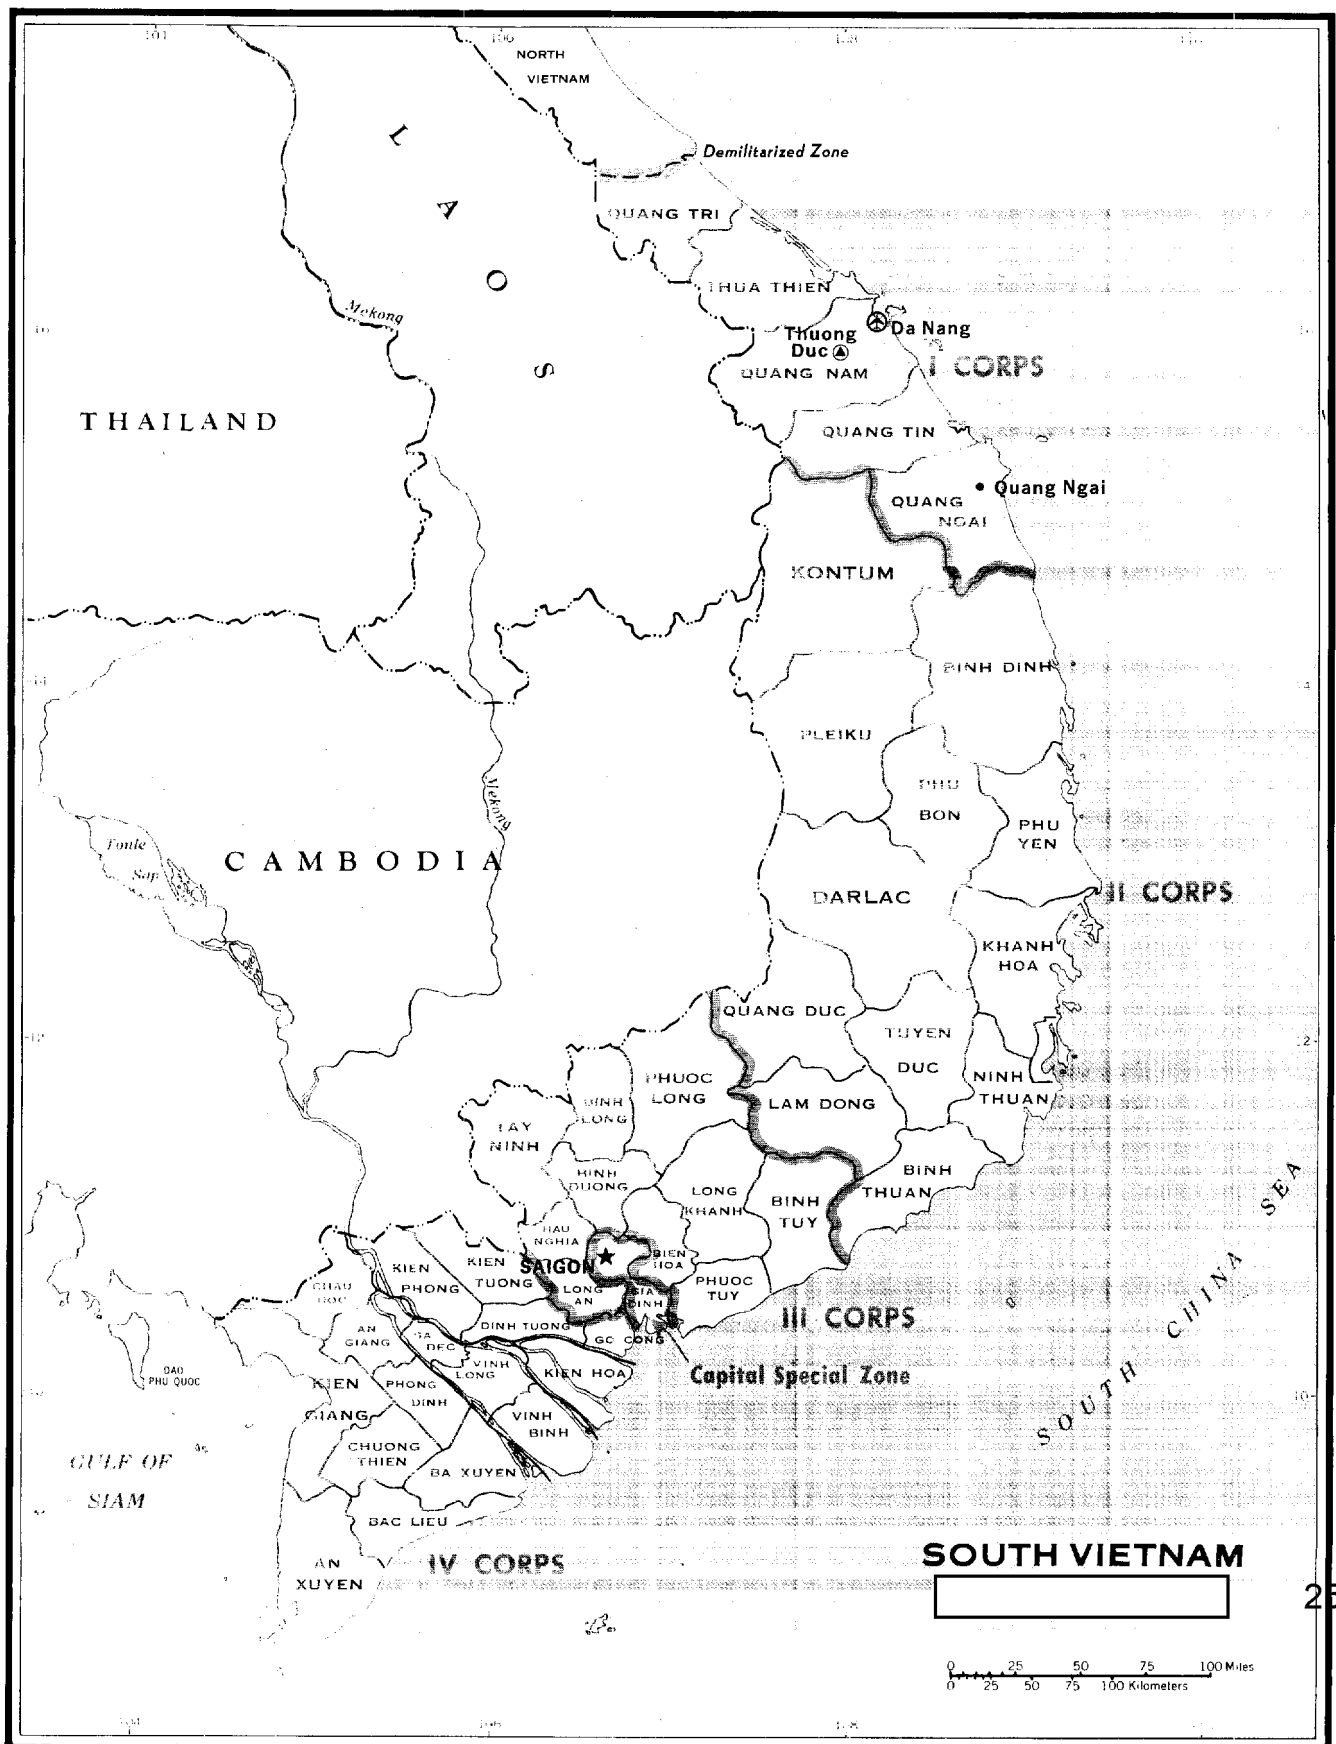 106
NORTH
VIETNAM
L
A
O
S
Demilitarized Zone
QUANG TRI
THUA THIEN
Mekong
Thuong
Duc
Da Nang
QUANG NAM
I CORPS
THAILAND
QUANG TIN
Quang Ngai
QUANG
NGAI
KONTUM
BINH DINH
PLEIKU
PHU
BON
PHU
YEN
Mekong
Tonle
Sap
CAMBODIA
DARLAC
II CORPS
KHANH
HOA
QUANG DUC
TUYEN
DUC
12
PHUOC
LONG
NINH
THUAN
LAM DONG
BINH
LONG
TAY
NINH
BINH
DUONG
LONG
KHANH
BINH
TUY
BINH
THUAN
HAU
NGHIA
SAIGON
BIEN
HOA
KIEN
PHONG
KIEN
TUONG
LONG
AN
GIA
DINH
PHUOC
TUY
CHAU
DOC
III CORPS
AN
GIANG
SA
DEC
DINH TUONG
GO CONG
VINH
LONG
KIEN HOA
Capital Special Zone
DAO
PHU QUOC
KIEN
GIANG
PHONG
DINH
VINH
BINH
CHUONG
THIEN
BA XUYEN
GULF OF
SIAM
SOUTH CHINA SEA
BAC LIEU
AN
XUYEN
IV CORPS
SOUTH VIETNAM
0 25 50 75 100 Miles
0 25 50 75 100 Kilometers